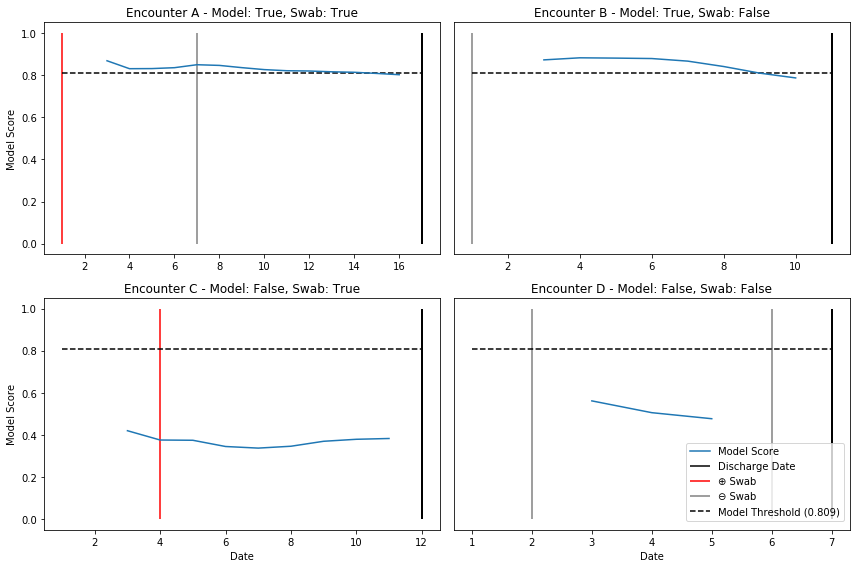 Encounter A - Model: True, Swab: True
Encounter B - Model: True, Swab: False
1.0
0.8
0.6
0.4
0.2
0.0
Model Score
2 4 6 8 10 12 14 16
2 4 6 8 10
Encounter C - Model: False, Swab: True
Encounter D - Model: False, Swab: False
1.0
0.8
0.6
0.4
0.2
0.0
Model Score
2 4 6 8 10 12
Date
Model Score
Discharge Date
⊕ Swab
⊖ Swab
Model Threshold (0.809)
1 2 3 4 5 6 7
Date